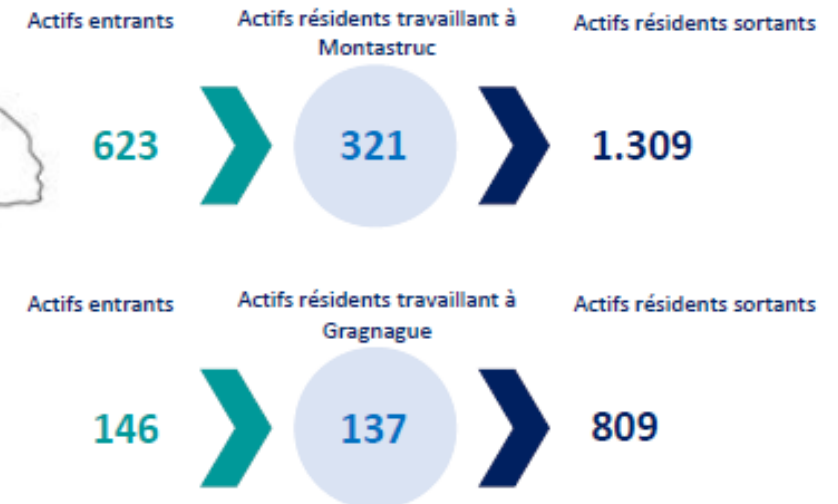 Actifs entrants
Actifs résidents travaillant à
Montastruc
Actifs résidents sortants
623
321
1.309
Actifs entrants
Actifs résidents travaillant à
Gragnague
Actifs résidents sortants
146
137
809